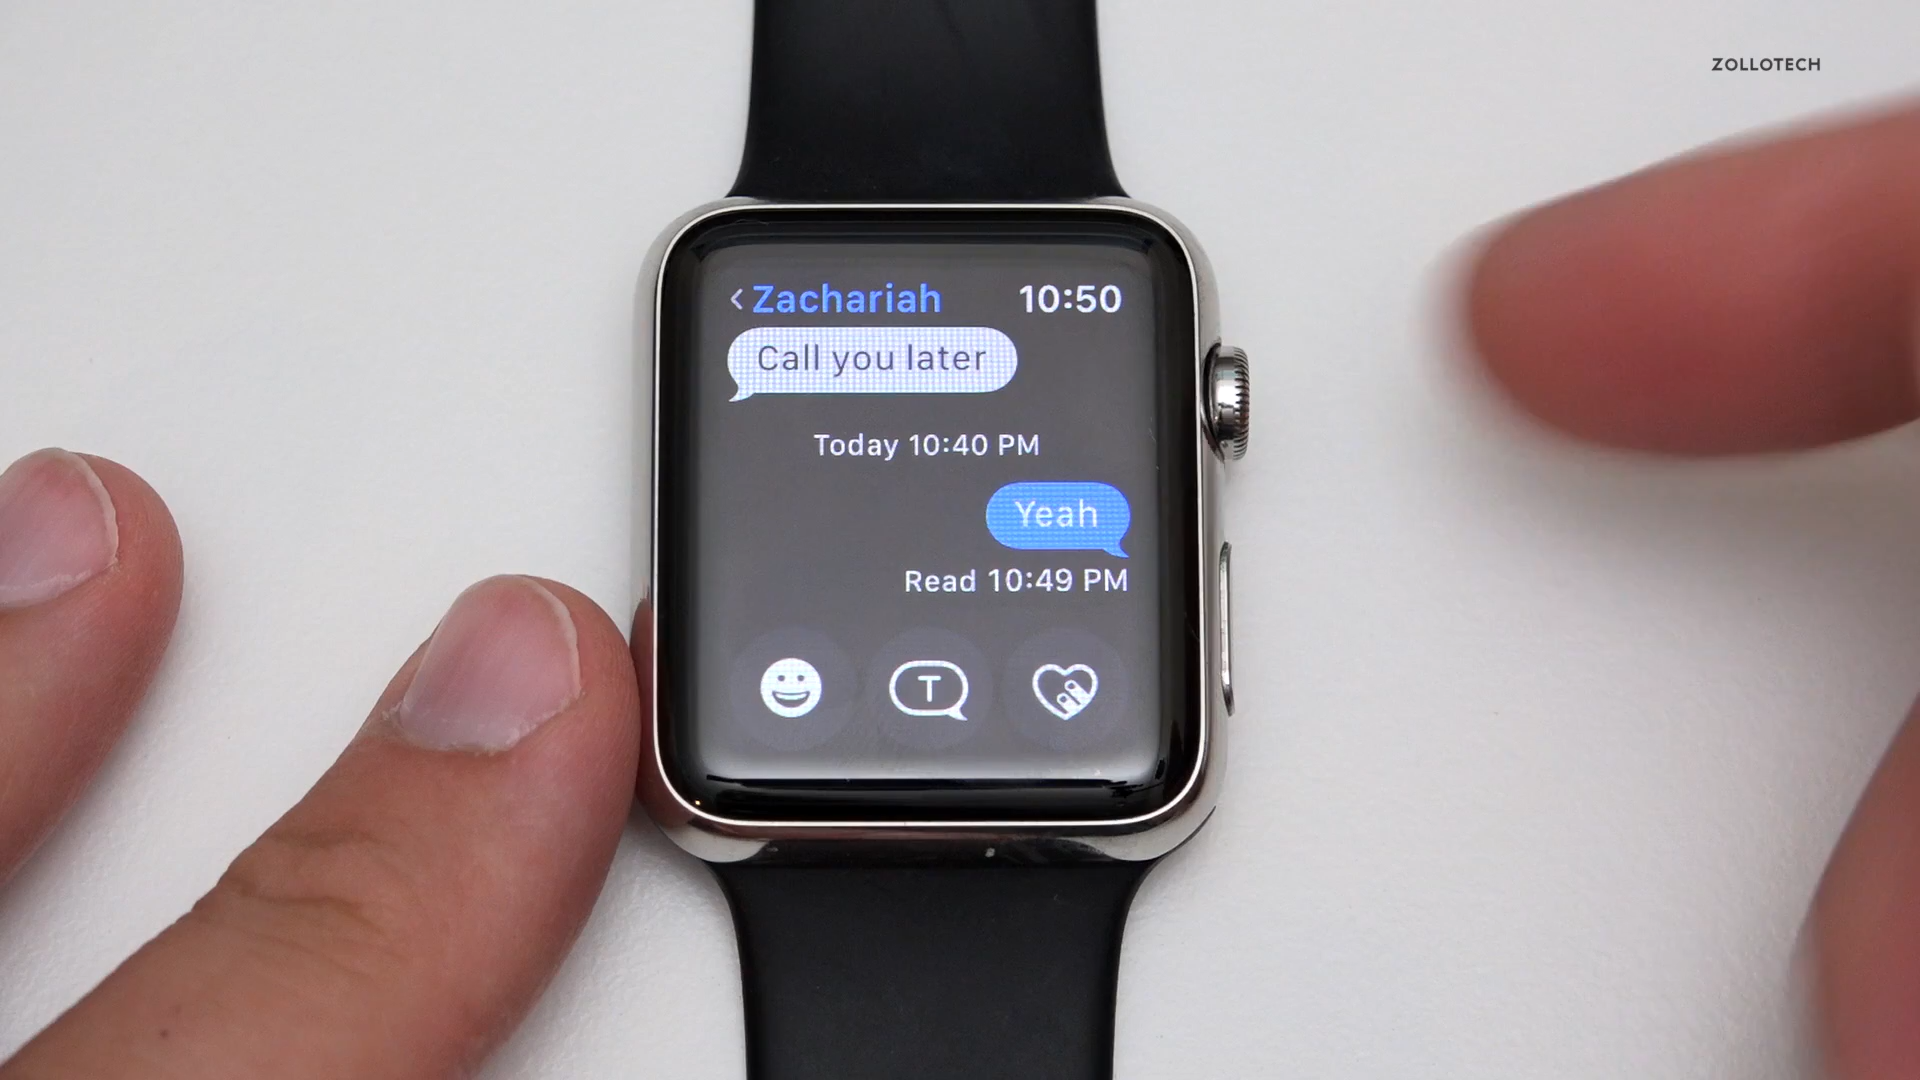 ZOLLOTECH
< Zachariah 10:50
Call you later
Today 10:40 PM
Yeah
Read 10:49 PM
T